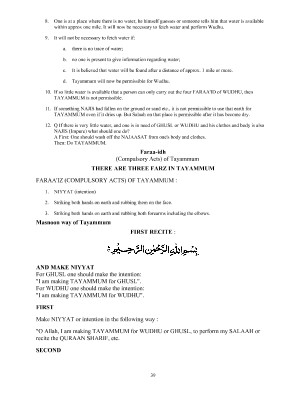 8. One is at a place where there is no water, he himself guesses or someone tells him that water is available
within approx one mile. It will now be necessary to fetch water and perform Wudhu.
9. It will not be necessary to fetch water if:
a. there is no trace of water;
b. no one is present to give information regarding water;
c. it is believed that water will be found after a distance of approx. 1 mile or more.
d. Tayammum will now be permissible for Wudhu.
10. If so little water is available that a person can only carry out the four FARAA'ID of WUDHU, then
TAYAMMUM is not permissible.
11. If something NAJIS had fallen on the ground or sand etc., it is not permissible to use that earth for
TAYAMMUM even if it dries up. But Salaah on that place is permissible after it has become dry.
12. Q If there is very little water, and one is in need of GHUSL or WUDHU and his clothes and body is also
NAJIS (Impure) what should one do?
A First: One should wash off the NAJAASAT from one's body and clothes.
Then: Do TAYAMMUM.
Faraa-idh
(Compulsory Acts) of Tayammum
THERE ARE THREE FARZ IN TAYAMMUM
FARAA'IZ (COMPULSORY ACTS) OF TAYAMMUM :
1. NIYYAT (intention)
2. Striking both hands on earth and rubbing them on the face.
3. Striking both hands on earth and rubbing both forearms including the elbows.
Masnoon way of Tayammum
FIRST RECITE :
بِسْمِ اللهِ الرَّحْمٰنِ الرَّحِيْمِ
AND MAKE NIYYAT
For GHUSL one should make the intention:
"I am making TAYAMMUM for GHUSL".
For WUDHU one should make the intention:
"I am making TAYAMMUM for WUDHU".
FIRST
Make NIYYAT or intention in the following way :
"O Allah, I am making TAYAMMUM for WUDHU or GHUSL, to perform my SALAAH or
recite the QURAAN SHARIF, etc.
SECOND